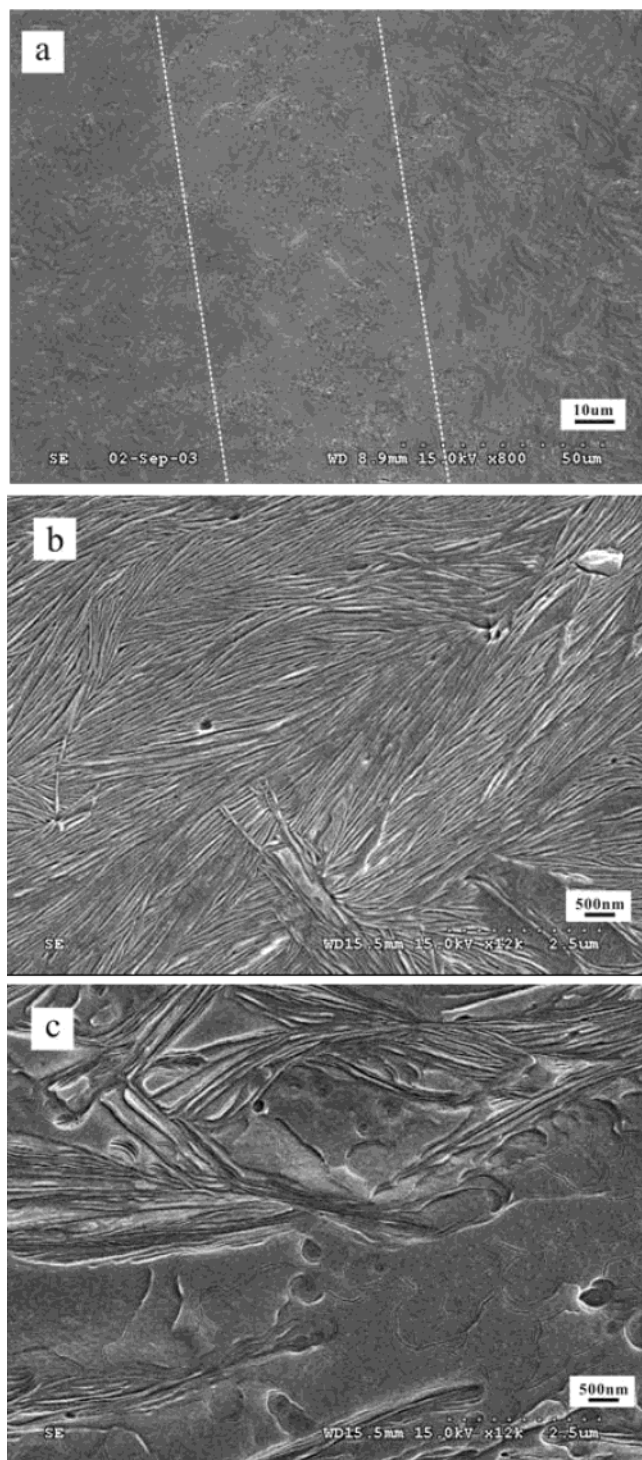 a
10um
SE 02-Sep-03 WD 8.9mm 15.0kV x800 50um
b
500nm
SE WD15.5mm 15.0kV x12k 2.5um
c
500nm
SE WD15.5mm 15.0kV x12k 2.5um